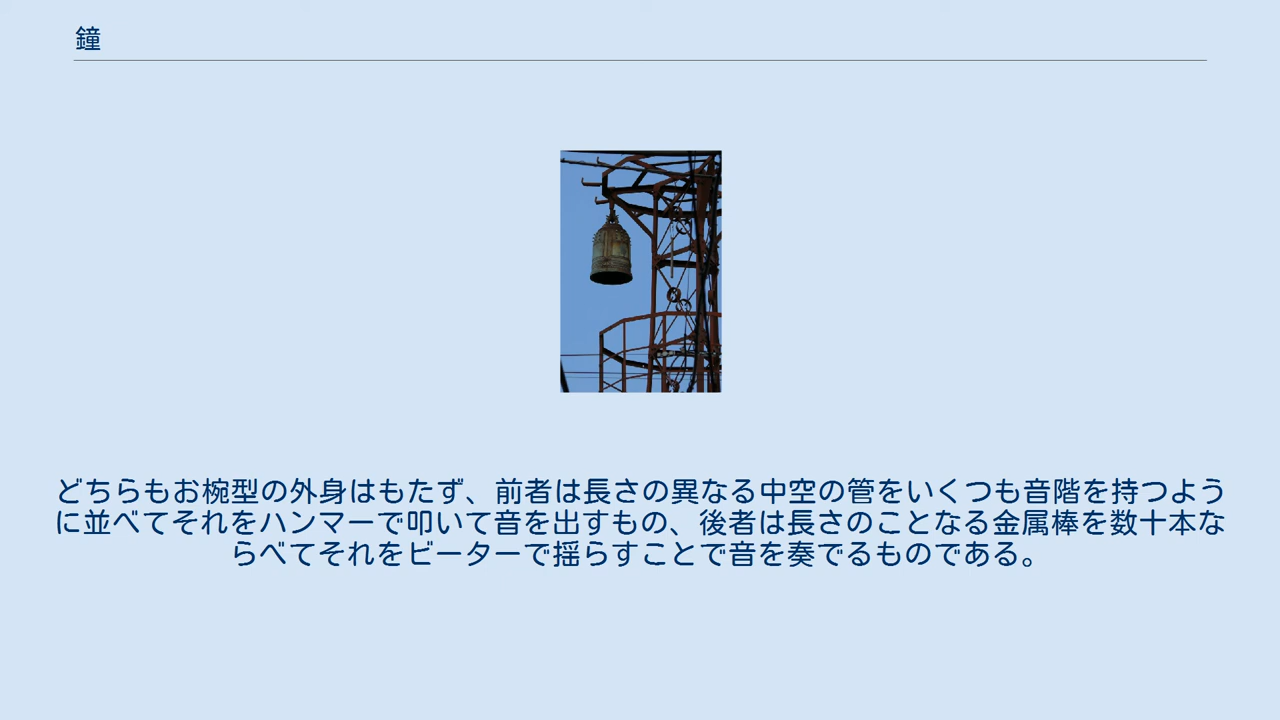 鐘
どちらもお椀型の外身はもたず、前者は長さの異なる中空の管をいくつも音階を持つよう
に並べてそれをハンマーで叩いて音を出すもの、後者は長さのことなる金属棒を数十本な
らべてそれをビーターで揺らすことで音を奏でるものである。